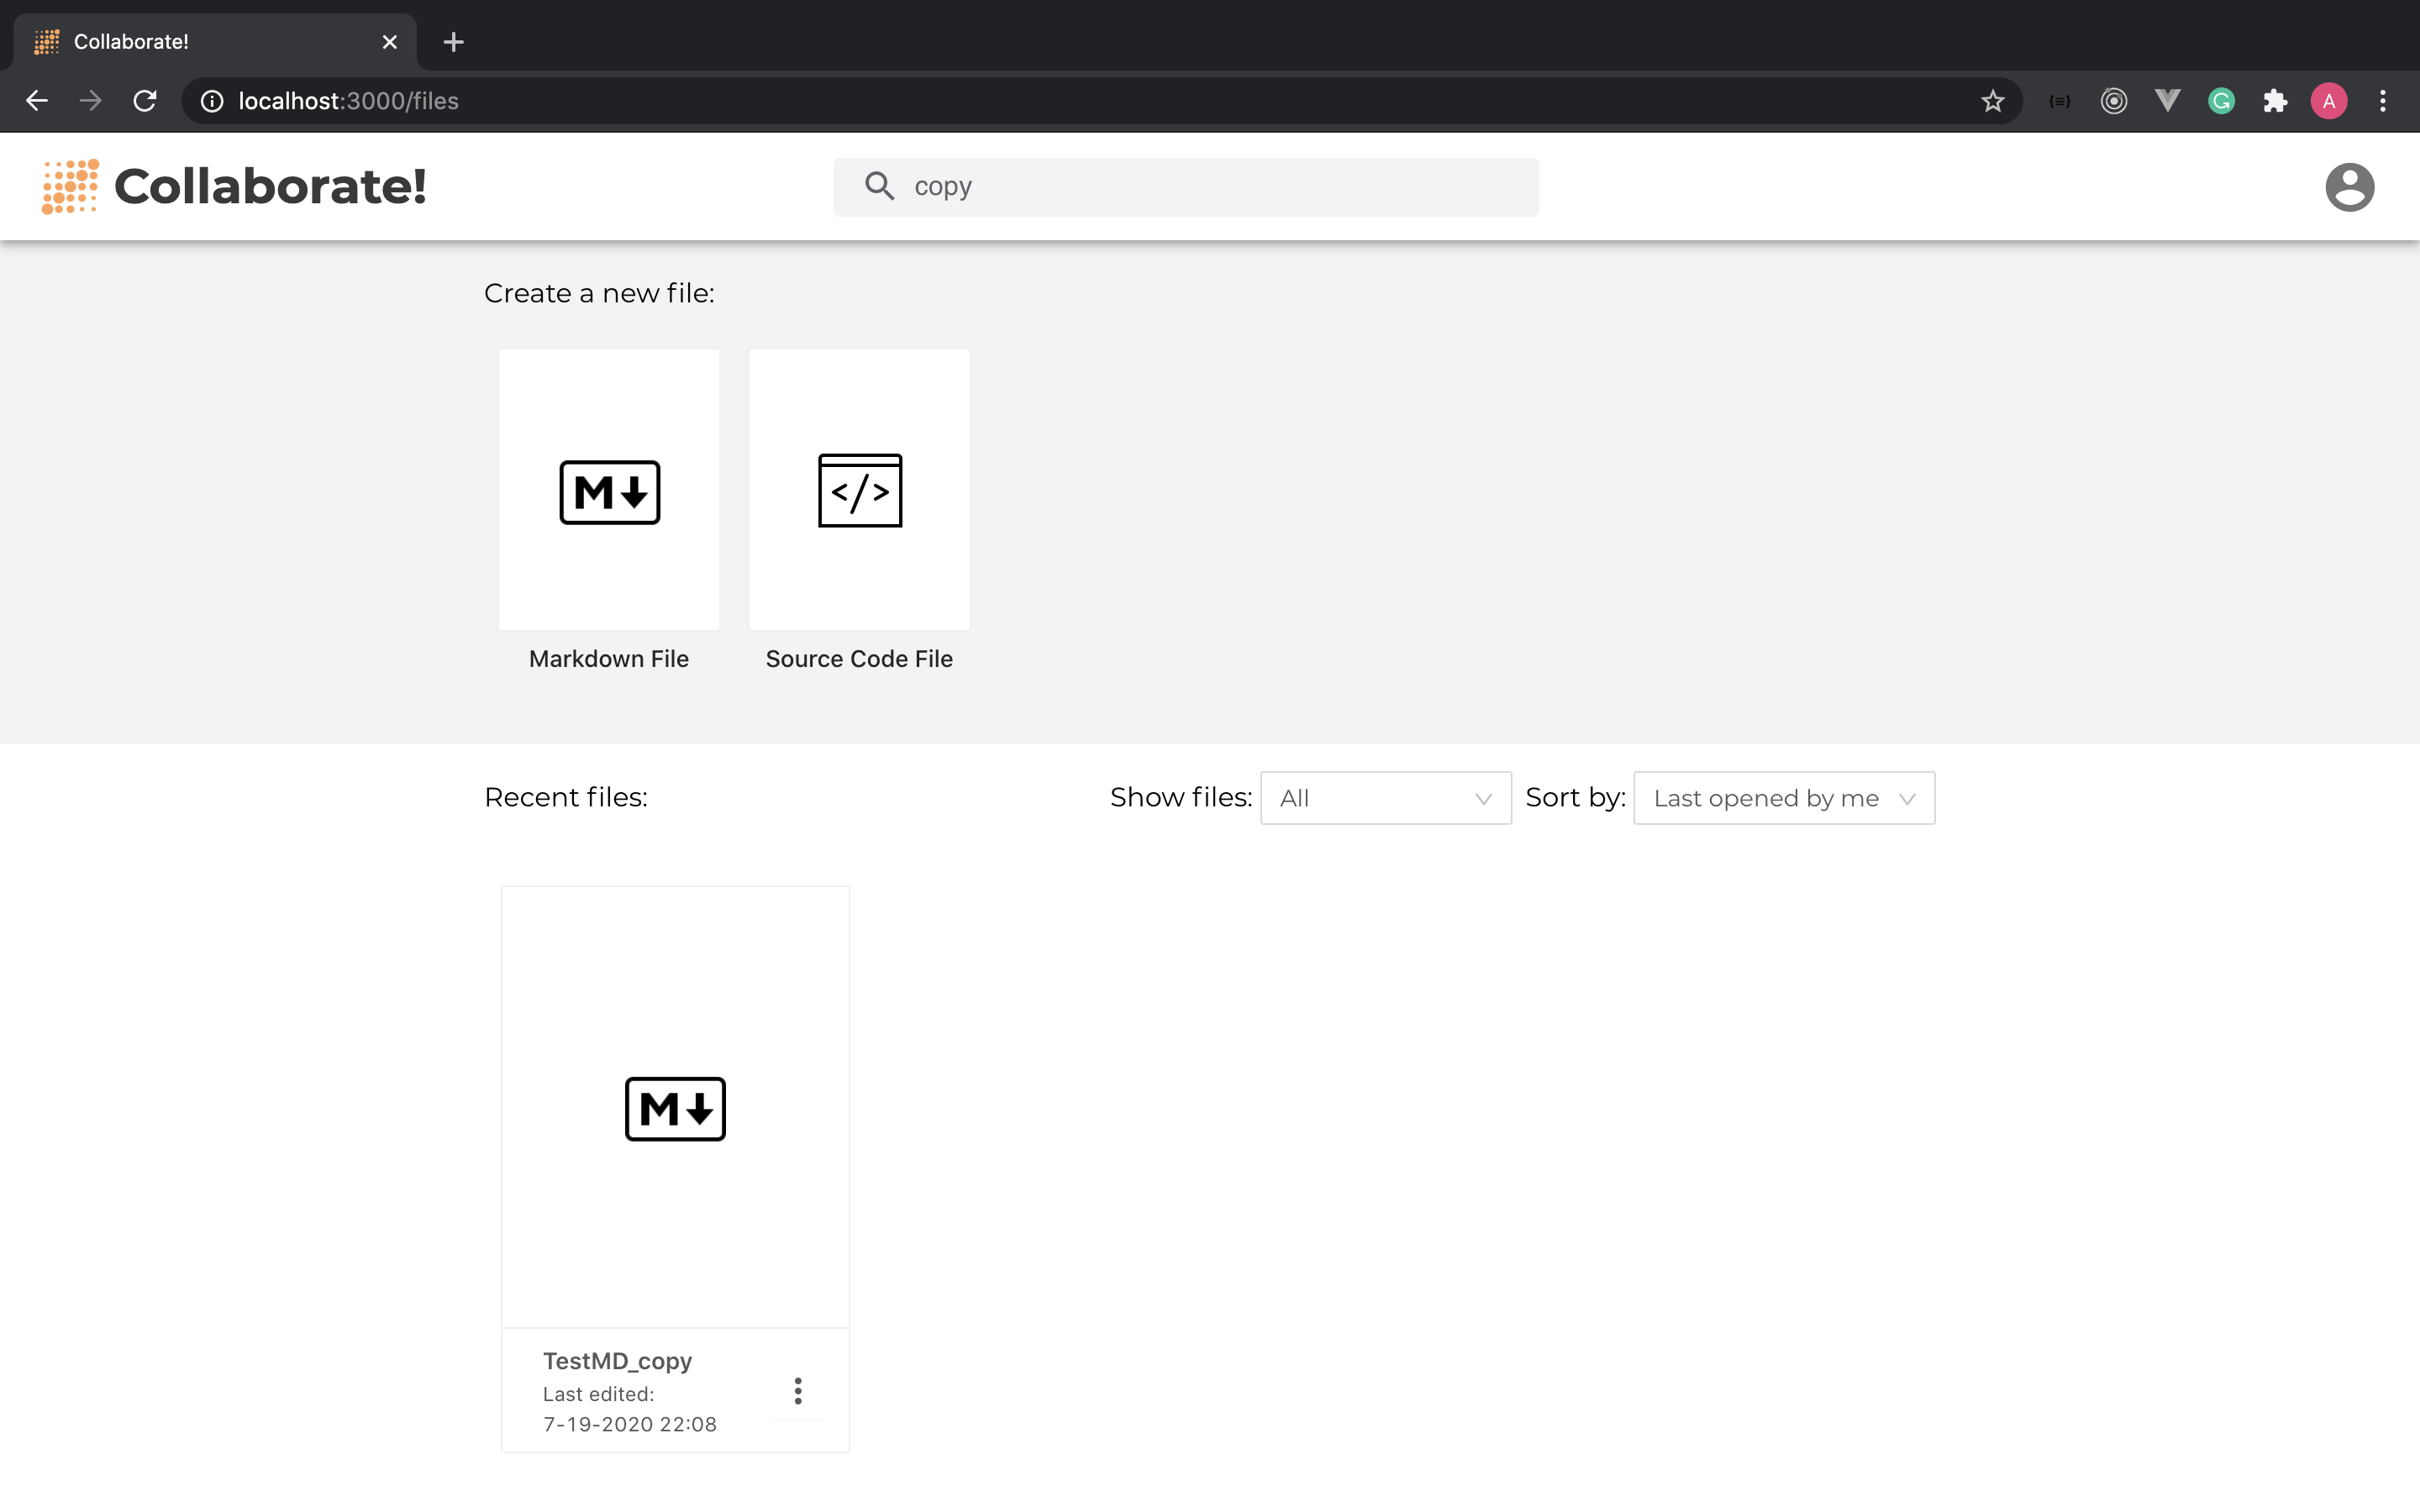 Collaborate!
localhost:3000/files
A
Collaborate!
copy
Create a new file:
M
</>
Markdown File
Source Code File
Recent files:
Show files: All
Sort by: Last opened by me
M
TestMD_copy
Last edited:
7-19-2020 22:08